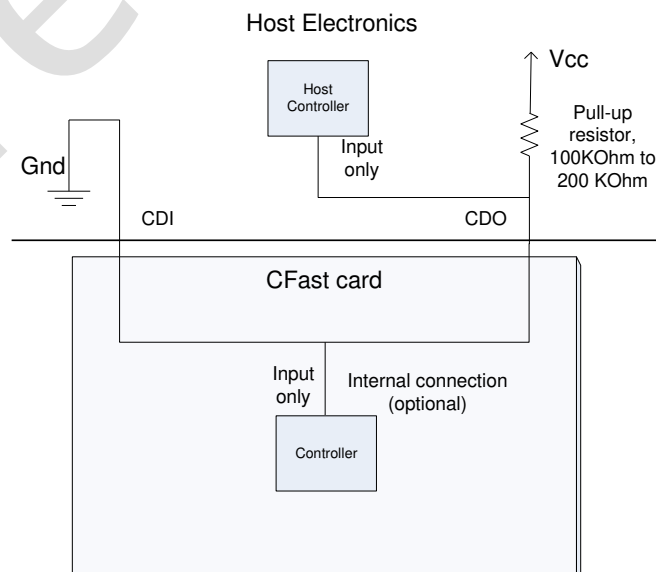 Host Electronics
Vcc
Host
Controller
Pull-up
resistor,
100KOhm to
200 KOhm
Input
only
Gnd
CDI
CDO
CFast card
Input
only
Internal connection
(optional)
Controller